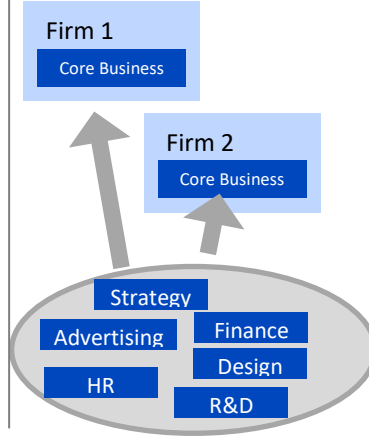 Firm 1
Core Business
Firm 2
Core Business
Strategy
Advertising
Finance
Design
HR
R&D